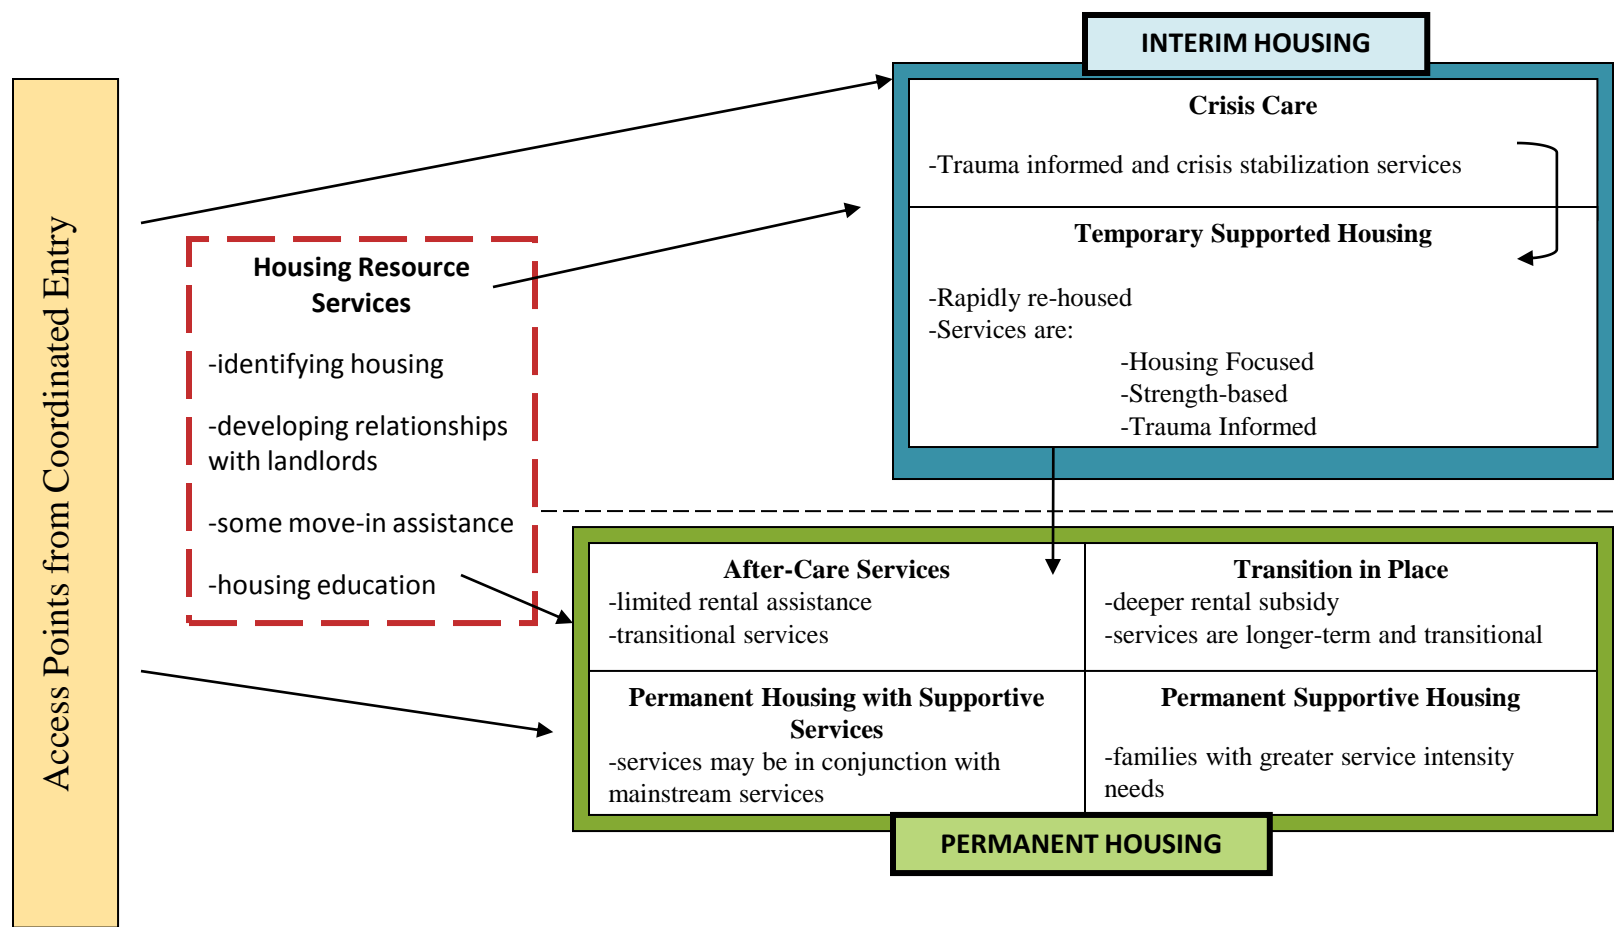 Access Points from Coordinated Entry
Housing Resource
Services
-identifying housing
-developing relationships
with landlords
-some move-in assistance
-housing education
INTERIM HOUSING
Crisis Care
-Trauma informed and crisis stabilization services
Temporary Supported Housing
-Rapidly re-housed
-Services are:
-Housing Focused
-Strength-based
-Trauma Informed
After-Care Services
-limited rental assistance
-transitional services
Transition in Place
-deeper rental subsidy
-services are longer-term and transitional
Permanent Housing with Supportive
Services
-services may be in conjunction with
mainstream services
Permanent Supportive Housing
-families with greater service intensity
needs
PERMANENT HOUSING